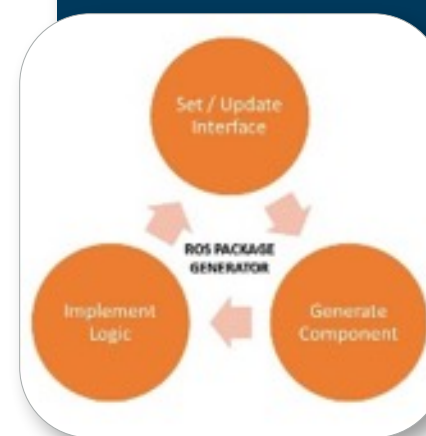 Set / Update
Interface
ROS PACKAGE
GENERATOR
Implement
Logic
Generate
Component